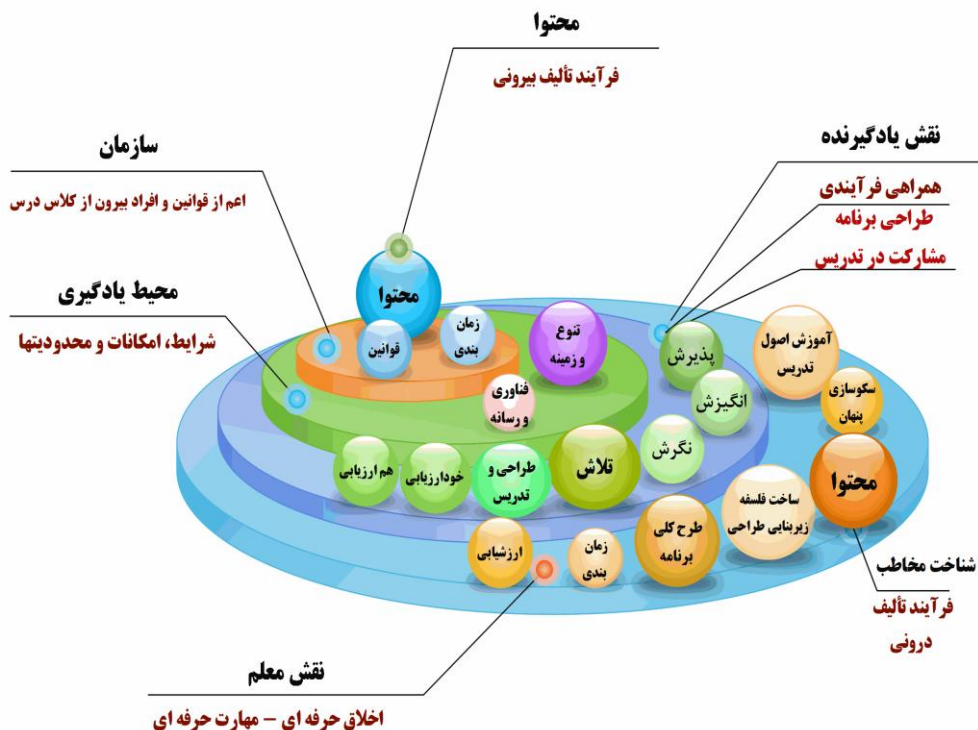 محتوا
فرآیند تألیف بیرونی
نقش یادگیرنده
همراهی فرآیندی
طراحی برنامه
مشارکت در تدریس
سازمان
اعم از قوانین و افراد بیرون از کلاس درس
محیط یادگیری
شرایط، امکانات و محدودیتها
محتوا
قوانین
زمان
بندی
تنوع
و زمینه
فناوری
و رسانه
پذیرش
انگیزش
نگرش
تلاش
طراحی و
تدریس
خودارزیابی
هم ارزیابی
آموزش اصول
تدریس
سکوسازی
پنهان
محتوا
ساخت فلسفه
زیربنایی طراحی
طرح کلی
برنامه
زمان
بندی
ارزشیابی
شناخت مخاطب
فرآیند تألیف
درونی
نقش معلم
اخلاق حرفه ای – مهارت حرفه ای